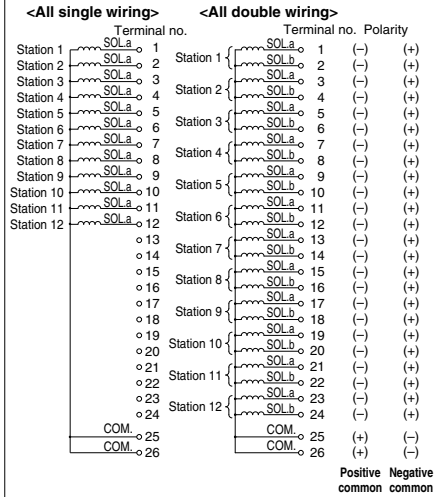 <All single wiring> <All double wiring>
Terminal no. Terminal no. Polarity
Station 1 SOL.a 1 Station 1 SOL.a 1 (–) (+)
Station 2 SOL.a 2 SOL.b 2 (–) (+)
Station 3 SOL.a 3 Station 2 SOL.a 3 (–) (+)
Station 4 SOL.a 4 SOL.b 4 (–) (+)
Station 5 SOL.a 5 Station 3 SOL.a 5 (–) (+)
Station 6 SOL.a 6 SOL.b 6 (–) (+)
Station 7 SOL.a 7 Station 4 SOL.a 7 (–) (+)
Station 8 SOL.a 8 SOL.b 8 (–) (+)
Station 9 SOL.a 9 Station 5 SOL.a 9 (–) (+)
Station 10 SOL.a 10 SOL.b 10 (–) (+)
Station 11 SOL.a 11 Station 6 SOL.a 11 (–) (+)
Station 12 SOL.a 12 SOL.b 12 (–) (+)
13 Station 7 SOL.a 13 (–) (+)
14 SOL.b 14 (–) (+)
15 Station 8 SOL.a 15 (–) (+)
16 SOL.b 16 (–) (+)
17 Station 9 SOL.a 17 (–) (+)
18 SOL.b 18 (–) (+)
19 Station 10 SOL.a 19 (–) (+)
20 SOL.b 20 (–) (+)
21 Station 11 SOL.a 21 (–) (+)
22 SOL.b 22 (–) (+)
23 Station 12 SOL.a 23 (–) (+)
24 SOL.b 24 (–) (+)
COM. 25 COM. 25 (+) (–)
COM. 26 COM. 26 (+) (–)
Positive Negative
common common